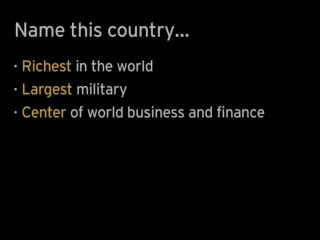 Name this country...
· Richest in the world
· Largest military
· Center of world business and finance